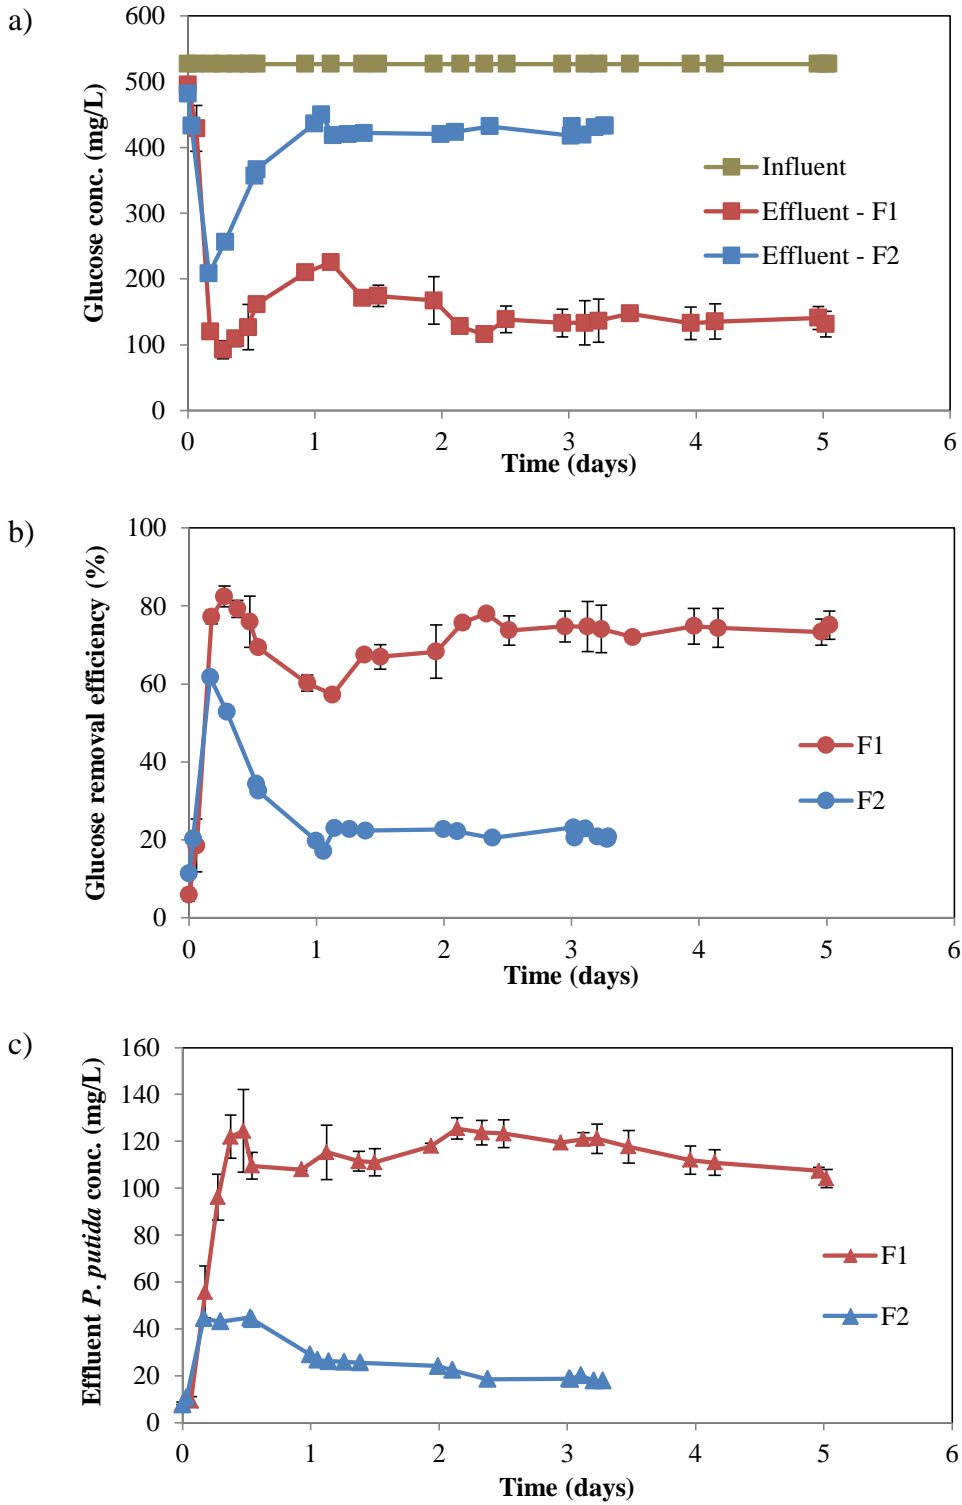 a)
Glucose conc. (mg/L)
600
500
400
300
200
100
0
Influent
Effluent - F1
Effluent - F2
0 1 2 3 4 5 6
Time (days)
b)
Glucose removal efficiency (%)
100
80
60
40
20
0
F1
F2
0 1 2 3 4 5 6
Time (days)
c)
Effluent P. putida conc. (mg/L)
160
140
120
100
80
60
40
20
0
F1
F2
0 1 2 3 4 5 6
Time (days)